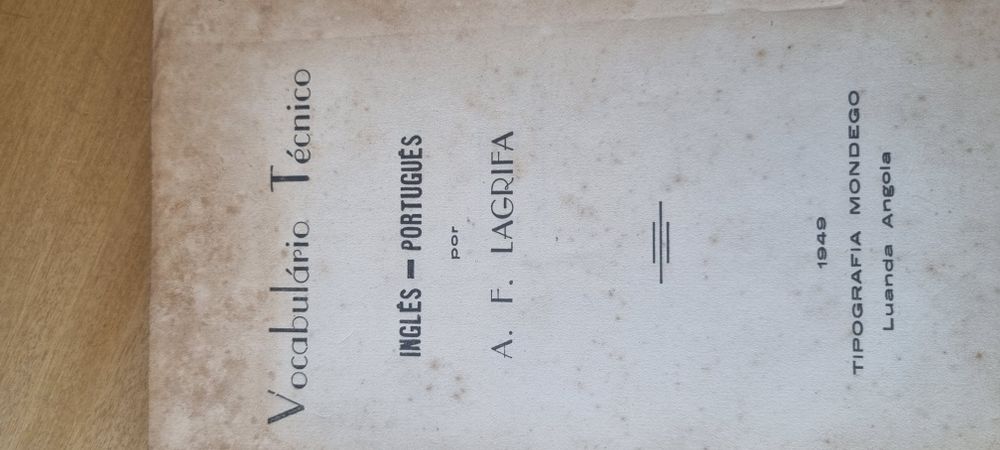 Vocabulário Técnico
INGLÊS — PORTUGUÊS
por
A. F. LAGRIFA
1949
TIPOGRAFIA MONDEGO
Luanda Angola